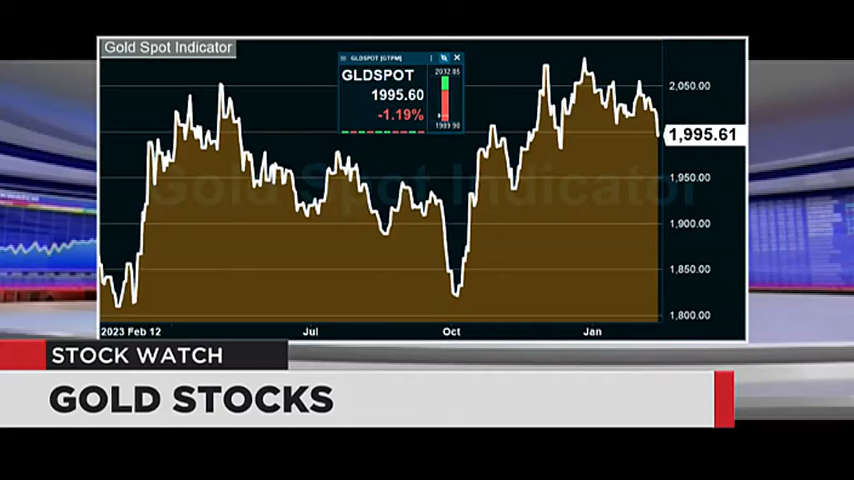 Gold Spot Indicator
GLDSPOT [GTPM]
GLDSPOT
1995.60
-1.19%
2032.85
2,050.00
1,995.61
1,950.00
1,900.00
1,850.00
1,800.00
Gold Spot Indicator
2023 Feb 12
Jul
Oct
Jan
STOCK WATCH
GOLD STOCKS